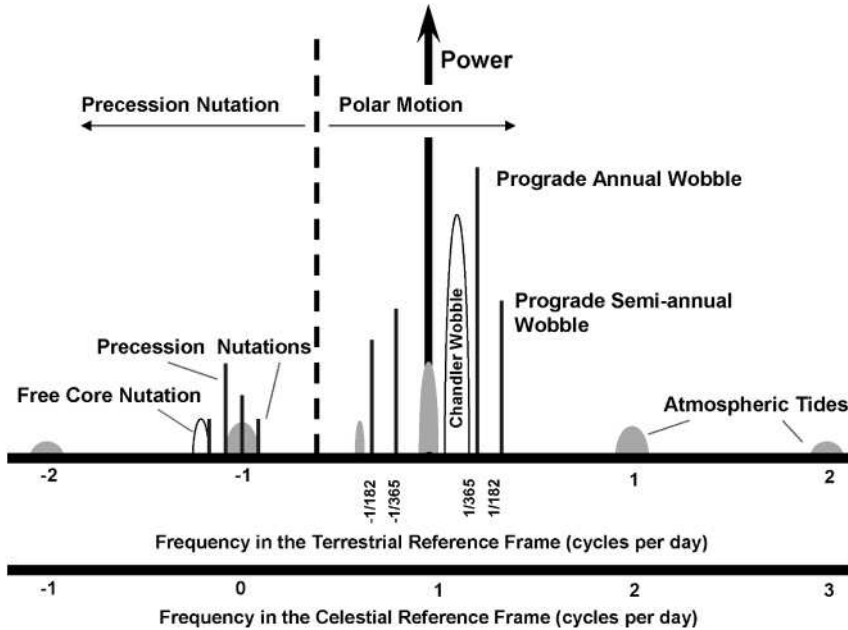 Power
Precession Nutation
Polar Motion
Prograde Annual Wobble
Prograde Semi-annual
Wobble
Chandler Wobble
Precession Nutations
Free Core Nutation
Atmospheric Tides
-2 -1 1 2
-1/182 -1/365 1/365 1/182
Frequency in the Terrestrial Reference Frame (cycles per day)
-1 0 1 2 3
Frequency in the Celestial Reference Frame (cycles per day)